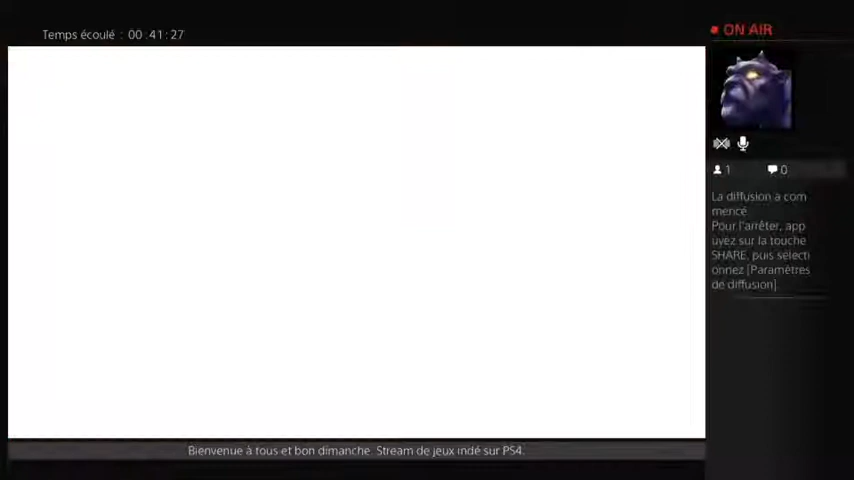 Temps écoulé : 00:41:27
ON AIR
1 0
La diffusion a com
mencé
Pour l'arrêter, app
uyez sur la touche
SHARE, puis sélecti
onnez [Paramètres
de diffusion].
Bienvenue à tous et bon dimanche. Stream de jeux indé sur PS4.